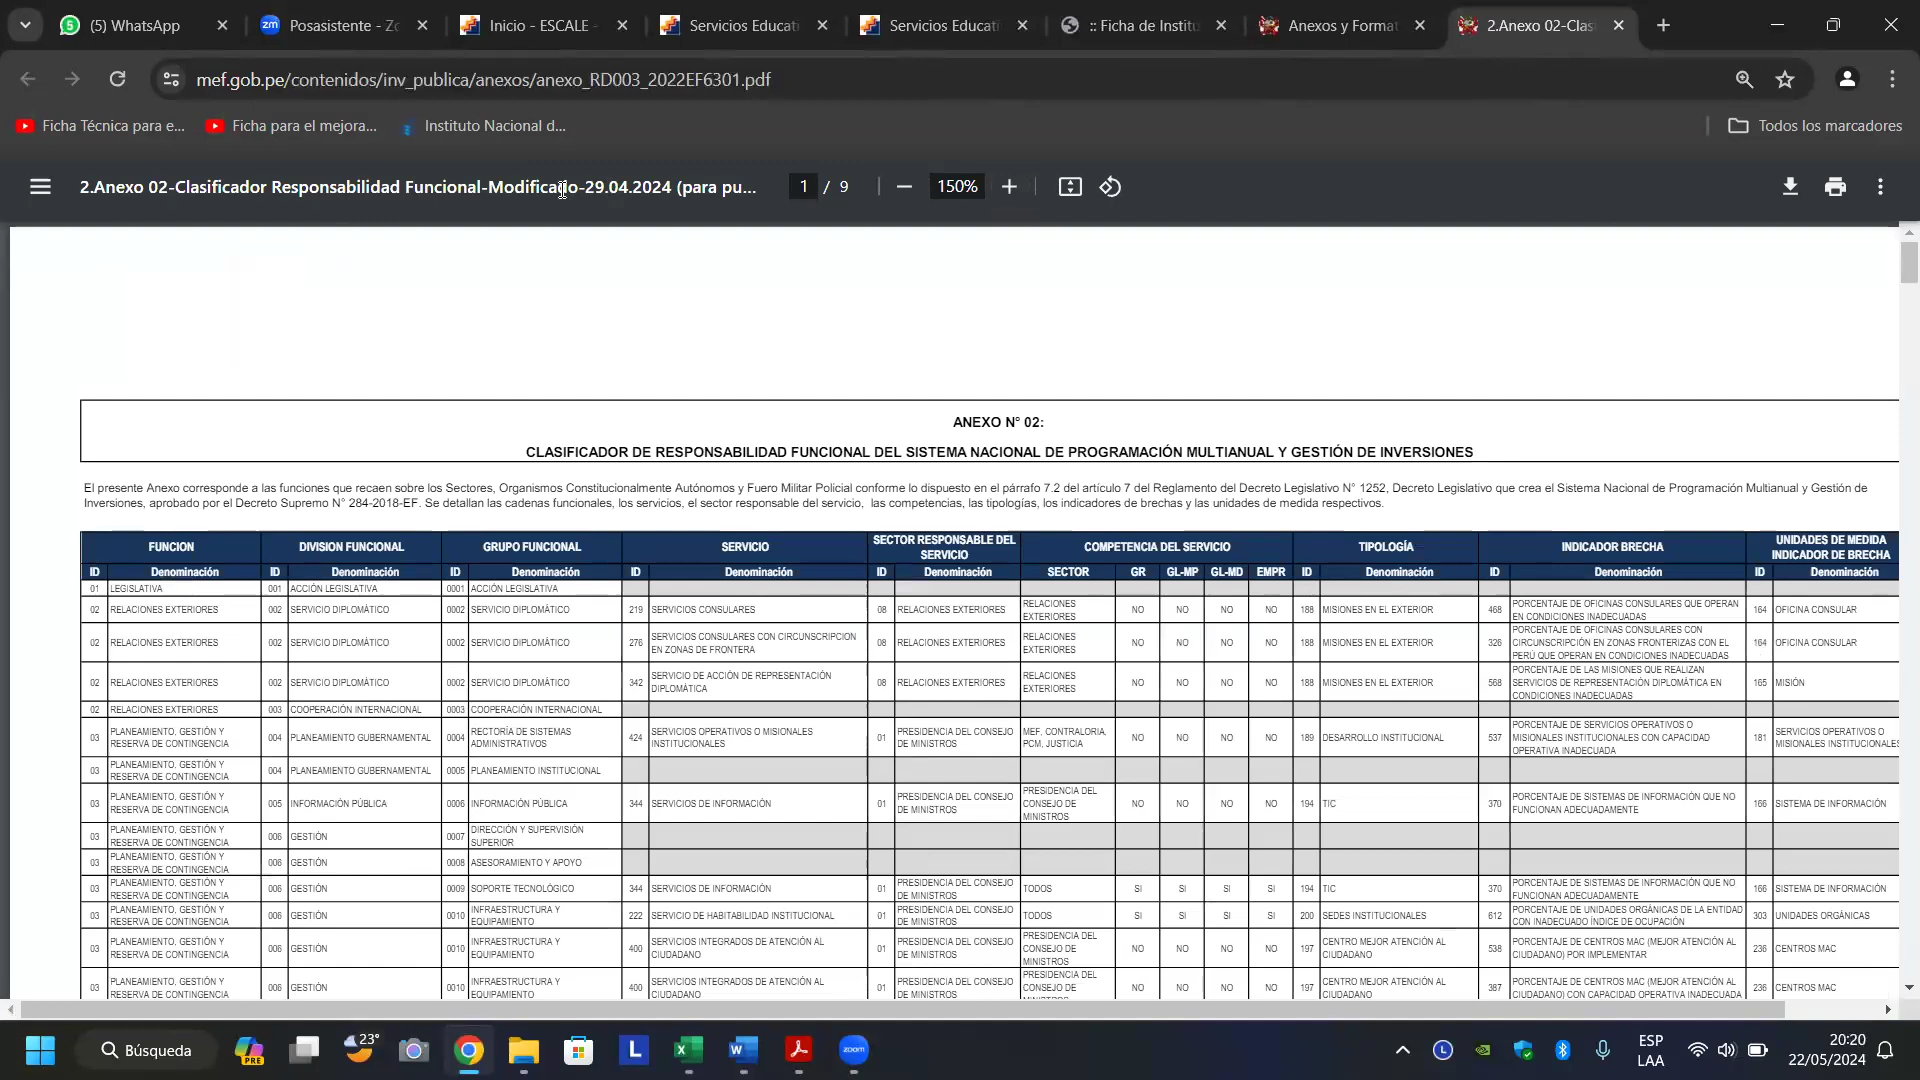 (5) WhatsApp
Posasistente - Zo
Inicio - ESCALE -
Servicios Educati
Servicios Educati
:: Ficha de Institu
Anexos y Format
2.Anexo 02-Clas
mef.gob.pe/contenidos/inv_publica/anexos/anexo_RD003_2022EF6301.pdf
Ficha Técnica para e...
Ficha para el mejora...
Instituto Nacional d...
Todos los marcadores
2.Anexo 02-Clasificador Responsabilidad Funcional-Modificado-29.04.2024 (para pu...
1 / 9
150%
ANEXO N° 02:
CLASIFICADOR DE RESPONSABILIDAD FUNCIONAL DEL SISTEMA NACIONAL DE PROGRAMACIÓN MULTIANUAL Y GESTIÓN DE INVERSIONES
El presente Anexo corresponde a las funciones que recaen sobre los Sectores, Organismos Constitucionalmente Autónomos y Fuero Militar Policial conforme lo dispuesto en el párrafo 7.2 del artículo 7 del Reglamento del Decreto Legislativo N° 1252, Decreto Legislativo que crea el Sistema Nacional de Programación Multianual y Gestión de
Inversiones, aprobado por el Decreto Supremo N° 284-2018-EF. Se detallan las cadenas funcionales, los servicios, el sector responsable del servicio, las competencias, las tipologías, los indicadores de brechas y las unidades de medida respectivos.
FUNCION DIVISION FUNCIONAL GRUPO FUNCIONAL SERVICIO SECTOR RESPONSABLE DEL SERVICIO COMPETENCIA DEL SERVICIO TIPOLOGÍA INDICADOR BRECHA UNIDADES DE MEDIDA INDICADOR DE BRECHA
ID Denominación ID Denominación ID Denominación ID Denominación ID Denominación SECTOR GR GL-MP GL-MD EMPR ID Denominación ID Denominación ID Denominación
01 LEGISLATIVA 001 ACCIÓN LEGISLATIVA 0001 ACCIÓN LEGISLATIVA
02 RELACIONES EXTERIORES 002 SERVICIO DIPLOMÁTICO 0002 SERVICIO DIPLOMÁTICO 219 SERVICIOS CONSULARES 08 RELACIONES EXTERIORES RELACIONES EXTERIORES NO NO NO NO 188 MISIONES EN EL EXTERIOR 468 PORCENTAJE DE OFICINAS CONSULARES QUE OPERAN EN CONDICIONES INADECUADAS 164 OFICINA CONSULAR
02 RELACIONES EXTERIORES 002 SERVICIO DIPLOMÁTICO 0002 SERVICIO DIPLOMÁTICO 276 SERVICIOS CONSULARES CON CIRCUNSCRIPCION EN ZONAS DE FRONTERA 08 RELACIONES EXTERIORES RELACIONES EXTERIORES NO NO NO NO 188 MISIONES EN EL EXTERIOR 326 PORCENTAJE DE OFICINAS CONSULARES CON CIRCUNSCRIPCIÓN EN ZONAS FRONTERIZAS CON EL PERÚ QUE OPERAN EN CONDICIONES INADECUADAS 164 OFICINA CONSULAR
02 RELACIONES EXTERIORES 002 SERVICIO DIPLOMÁTICO 0002 SERVICIO DIPLOMÁTICO 342 SERVICIO DE ACCIÓN DE REPRESENTACIÓN DIPLOMÁTICA 08 RELACIONES EXTERIORES RELACIONES EXTERIORES NO NO NO NO 188 MISIONES EN EL EXTERIOR 568 PORCENTAJE DE LAS MISIONES QUE REALIZAN SERVICIOS DE REPRESENTACIÓN DIPLOMÁTICA EN CONDICIONES INADECUADAS 165 MISIÓN
02 RELACIONES EXTERIORES 003 COOPERACIÓN INTERNACIONAL 0003 COOPERACIÓN INTERNACIONAL
03 PLANEAMIENTO, GESTIÓN Y RESERVA DE CONTINGENCIA 004 PLANEAMIENTO GUBERNAMENTAL 0004 RECTORÍA DE SISTEMAS ADMINISTRATIVOS 424 SERVICIOS OPERATIVOS O MISIONALES INSTITUCIONALES 01 PRESIDENCIA DEL CONSEJO DE MINISTROS MEF, CONTRALORIA, PCM, JUSTICIA NO NO NO NO 189 DESARROLLO INSTITUCIONAL 537 PORCENTAJE DE SERVICIOS OPERATIVOS O MISIONALES INSTITUCIONALES CON CAPACIDAD OPERATIVA INADECUADA 181 SERVICIOS OPERATIVOS O MISIONALES INSTITUCIONALES
03 PLANEAMIENTO, GESTIÓN Y RESERVA DE CONTINGENCIA 004 PLANEAMIENTO GUBERNAMENTAL 0005 PLANEAMIENTO INSTITUCIONAL
03 PLANEAMIENTO, GESTIÓN Y RESERVA DE CONTINGENCIA 005 INFORMACIÓN PÚBLICA 0006 INFORMACIÓN PÚBLICA 344 SERVICIOS DE INFORMACIÓN 01 PRESIDENCIA DEL CONSEJO DE MINISTROS PRESIDENCIA DEL CONSEJO DE MINISTROS NO NO NO NO 194 TIC 370 PORCENTAJE DE SISTEMAS DE INFORMACIÓN QUE NO FUNCIONAN ADECUADAMENTE 166 SISTEMA DE INFORMACIÓN
03 PLANEAMIENTO, GESTIÓN Y RESERVA DE CONTINGENCIA 006 GESTIÓN 0007 DIRECCIÓN Y SUPERVISIÓN SUPERIOR
03 PLANEAMIENTO, GESTIÓN Y RESERVA DE CONTINGENCIA 006 GESTIÓN 0008 ASESORAMIENTO Y APOYO
03 PLANEAMIENTO, GESTIÓN Y RESERVA DE CONTINGENCIA 006 GESTIÓN 0009 SOPORTE TECNOLÓGICO 344 SERVICIOS DE INFORMACIÓN 01 PRESIDENCIA DEL CONSEJO DE MINISTROS TODOS SI SI SI SI 194 TIC 370 PORCENTAJE DE SISTEMAS DE INFORMACIÓN QUE NO FUNCIONAN ADECUADAMENTE 166 SISTEMA DE INFORMACIÓN
03 PLANEAMIENTO, GESTIÓN Y RESERVA DE CONTINGENCIA 006 GESTIÓN 0010 INFRAESTRUCTURA Y EQUIPAMIENTO 222 SERVICIO DE HABITABILIDAD INSTITUCIONAL 01 PRESIDENCIA DEL CONSEJO DE MINISTROS TODOS SI SI SI SI 200 SEDES INSTITUCIONALES 612 PORCENTAJE DE UNIDADES ORGÁNICAS DE LA ENTIDAD CON INADECUADO ÍNDICE DE OCUPACIÓN 303 UNIDADES ORGÁNICAS
03 PLANEAMIENTO, GESTIÓN Y RESERVA DE CONTINGENCIA 006 GESTIÓN 0010 INFRAESTRUCTURA Y EQUIPAMIENTO 400 SERVICIOS INTEGRADOS DE ATENCIÓN AL CIUDADANO 01 PRESIDENCIA DEL CONSEJO DE MINISTROS PRESIDENCIA DEL CONSEJO DE MINISTROS NO NO NO NO 197 CENTRO MEJOR ATENCIÓN AL CIUDADANO 538 PORCENTAJE DE CENTROS MAC (MEJOR ATENCIÓN AL CIUDADANO) POR IMPLEMENTAR 236 CENTROS MAC
03 PLANEAMIENTO, GESTIÓN Y RESERVA DE CONTINGENCIA 006 GESTIÓN 0010 INFRAESTRUCTURA Y EQUIPAMIENTO 400 SERVICIOS INTEGRADOS DE ATENCIÓN AL CIUDADANO 01 PRESIDENCIA DEL CONSEJO DE MINISTROS PRESIDENCIA DEL CONSEJO DE MINISTROS NO NO NO NO 197 CENTRO MEJOR ATENCIÓN AL CIUDADANO 387 PORCENTAJE DE CENTROS MAC (MEJOR ATENCIÓN AL CIUDADANO) CON CAPACIDAD OPERATIVA INADECUADA 236 CENTROS MAC
Búsqueda
PRE
23°
zoom
ESP
LAA
20:20
22/05/2024